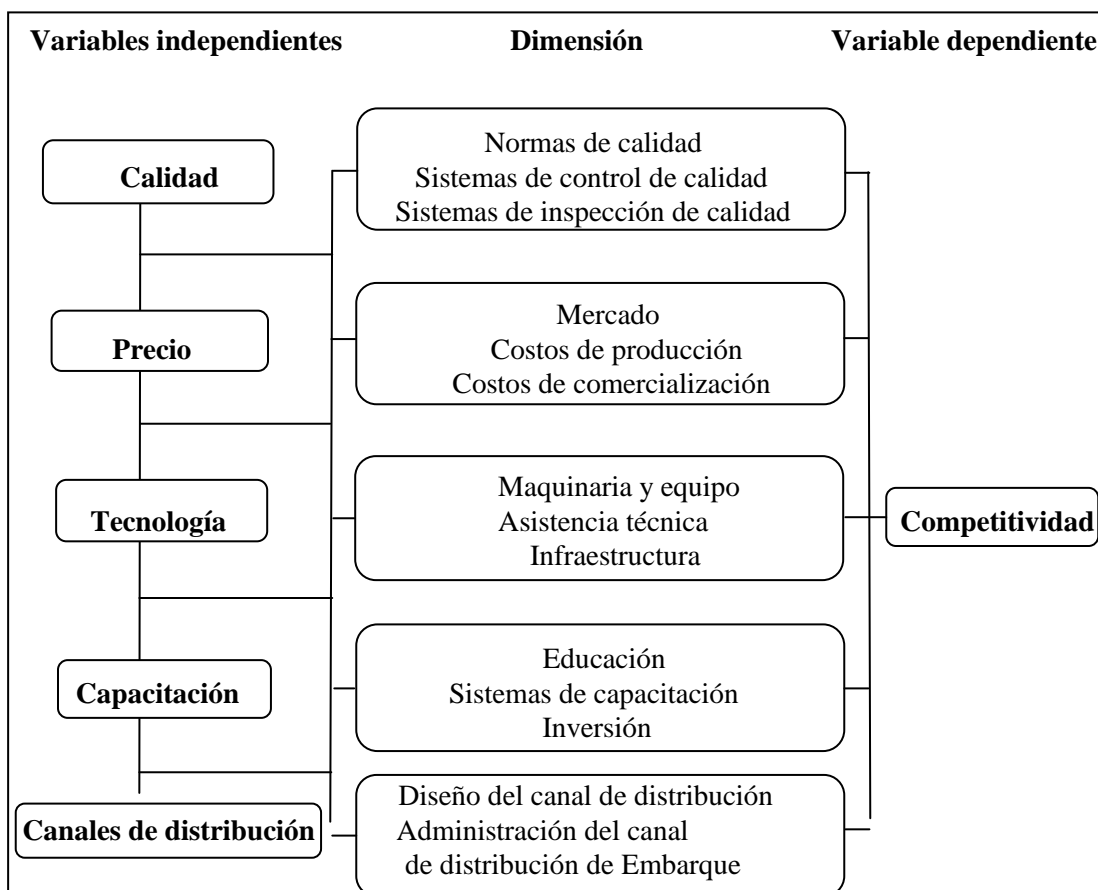 Variables independientes
Dimensión
Variable dependiente
Calidad
Normas de calidad
Sistemas de control de calidad
Sistemas de inspección de calidad
Precio
Mercado
Costos de producción
Costos de comercialización
Tecnología
Maquinaria y equipo
Asistencia técnica
Infraestructura
Competitividad
Capacitación
Educación
Sistemas de capacitación
Inversión
Canales de distribución
Diseño del canal de distribución
Administración del canal
de distribución de Embarque